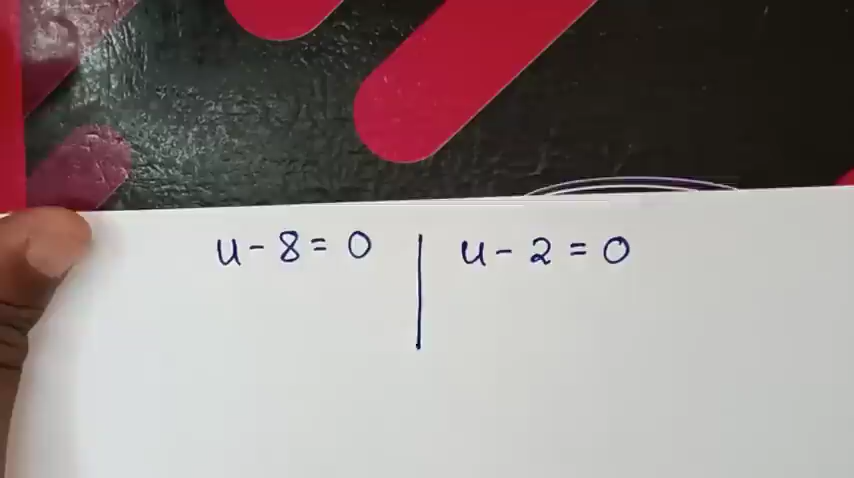 u - 8 = 0 | u - 2 = 0